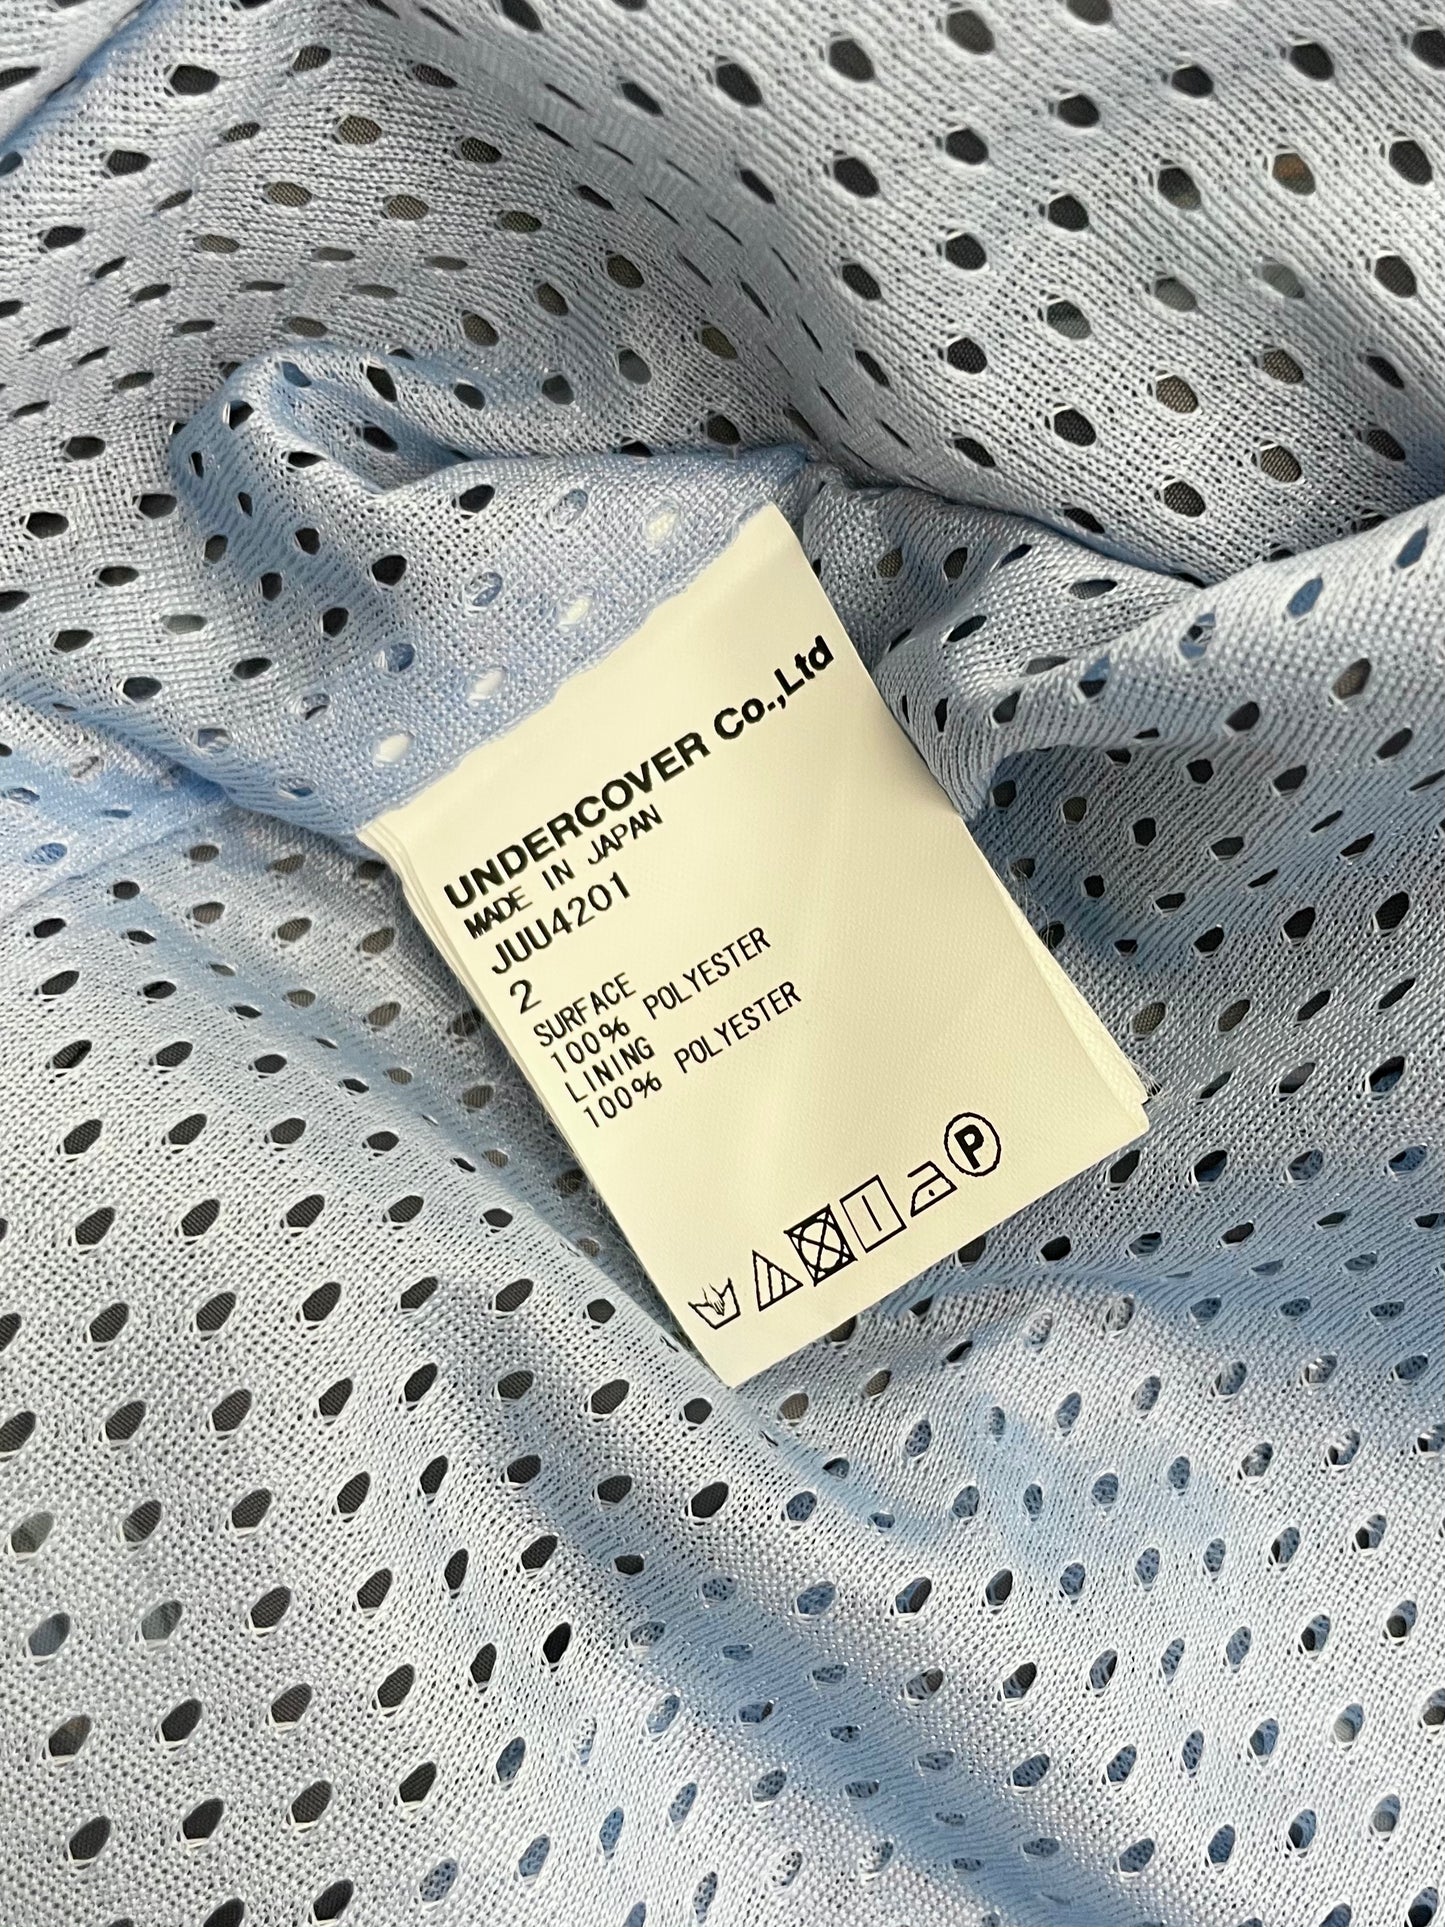 UNDERCOVER Co.,Ltd
MADE IN JAPAN
JUU4201
2
SURFACE
100% POLYESTER
LINING
100% POLYESTER
P